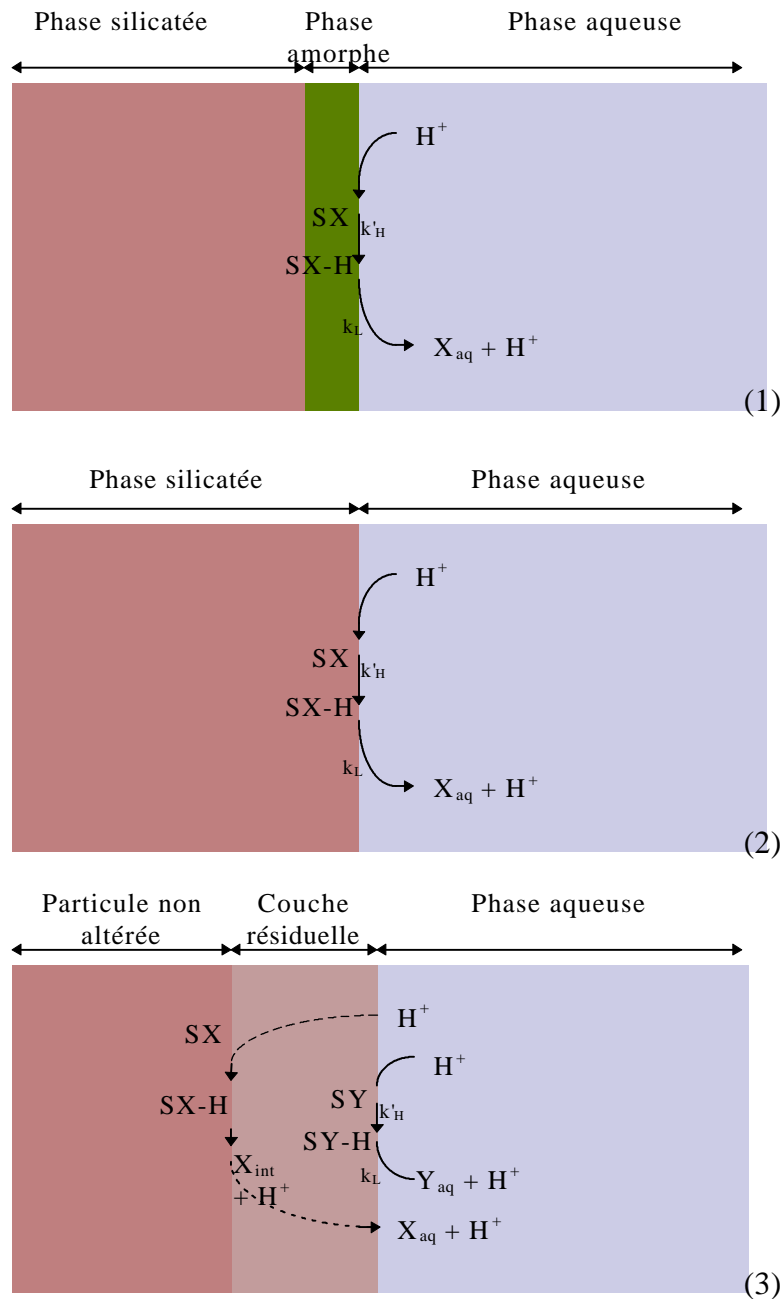 Phase silicatée
Phase
amorphe
Phase aqueuse
H+
SX
k'H
SX-H
kL
Xaq + H+
(1)
Phase silicatée
Phase aqueuse
H+
SX
k'H
SX-H
kL
Xaq + H+
(2)
Particule non
altérée
Couche
résiduelle
Phase aqueuse
H+
SX
H+
SX-H
SY
k'H
SY-H
Xint
+ H+
kL
Yaq + H+
Xaq + H+
(3)